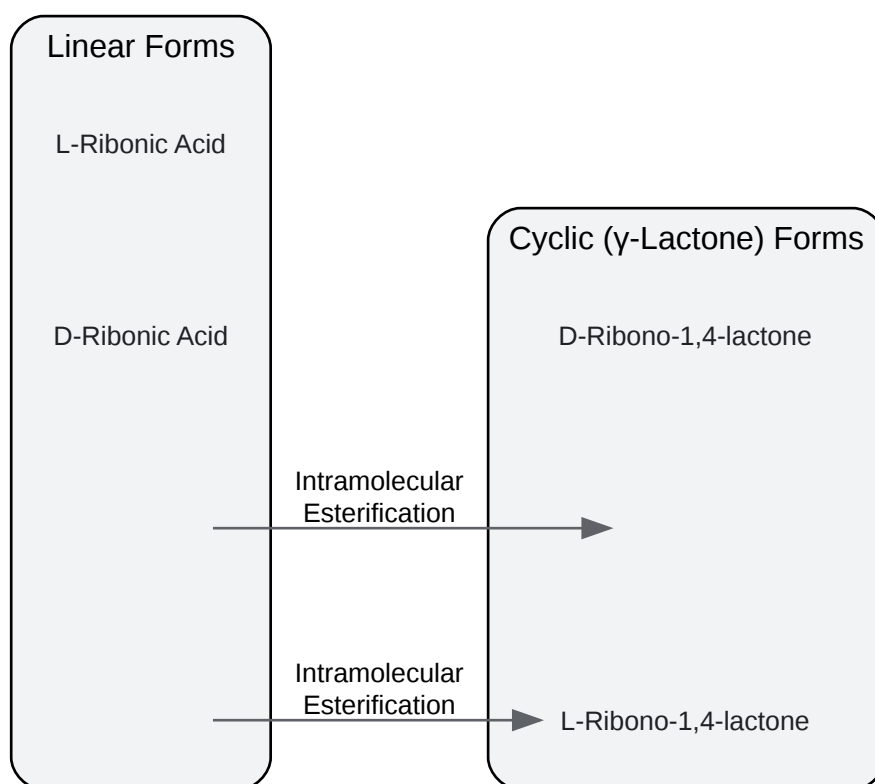 Linear Forms
L-Ribonic Acid
Cyclic (γ-Lactone) Forms
D-Ribonic Acid
D-Ribono-1,4-lactone
Intramolecular
Esterification
Intramolecular
Esterification
L-Ribono-1,4-lactone